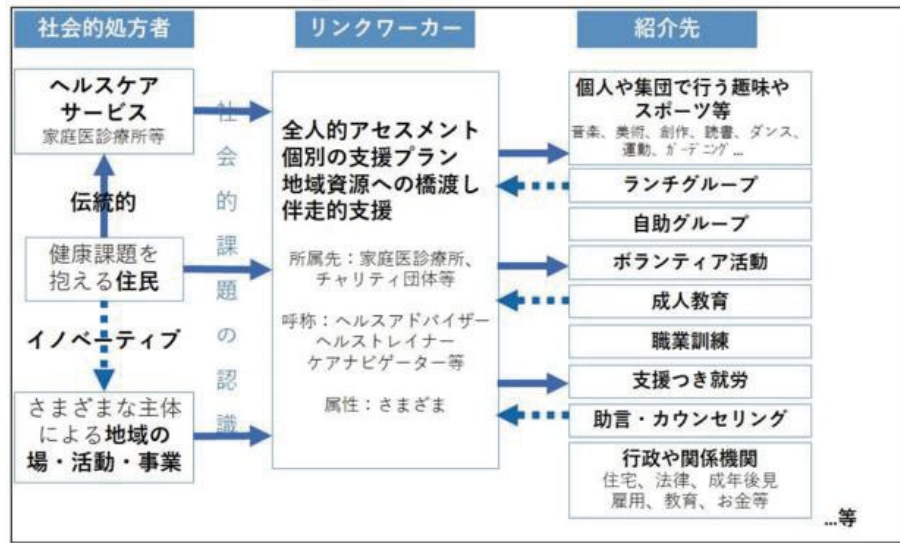 社会的処方者
リンクワーカー
紹介先
ヘルスケア
サービス
家庭医診療所等
伝統的
健康課題を
抱える住民
イノベーティブ
さまざまな主体
による地域の
場・活動・事業
社会的課題の認識
全人的アセスメント
個別の支援プラン
地域資源への橋渡し
伴走的支援
所属先：家庭医診療所、
チャリティ団体等
呼称：ヘルスアドバイザー
ヘルストレイナー
ケアナビゲーター等
属性：さまざま
個人や集団で行う趣味や
スポーツ等
音楽、美術、創作、読書、ダンス、
運動、ガーデニング...
ランチグループ
自助グループ
ボランティア活動
成人教育
職業訓練
支援つき就労
助言・カウンセリング
行政や関係機関
住宅、法律、成年後見
雇用、教育、お金等
...等